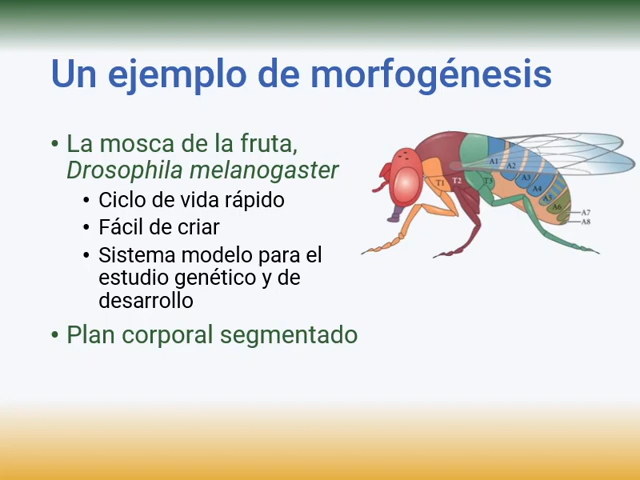 Un ejemplo de morfogénesis
• La mosca de la fruta,
Drosophila melanogaster
• Ciclo de vida rápido
• Fácil de criar
• Sistema modelo para el
estudio genético y de
desarrollo
• Plan corporal segmentado
T1
T2
T3
A1
A2
A3
A4
A5
A6
A7
A8